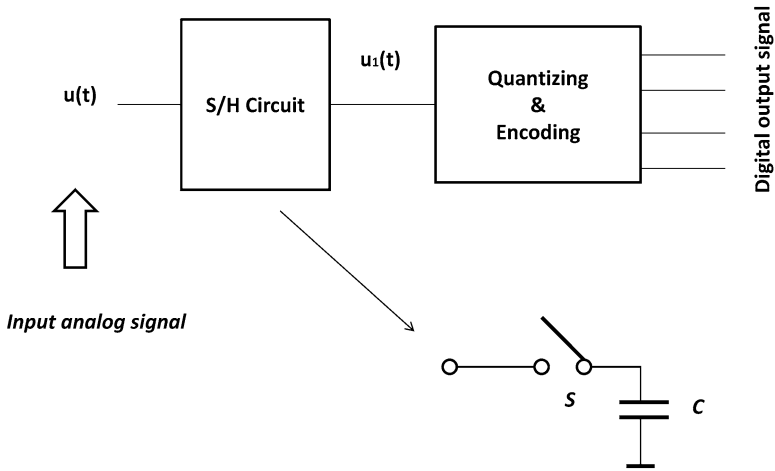 u(t)
S/H Circuit
u₁(t)
Quantizing
&
Encoding
Digital output signal
Input analog signal
S
C